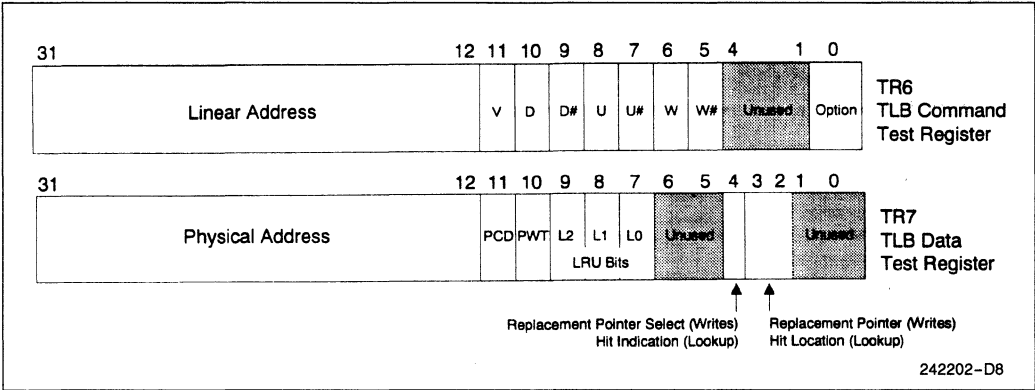 31 12 11 10 9 8 7 6 5 4 1 0
Linear Address V D D# U U# W W# Unused Option
TR6
TLB Command
Test Register
31 12 11 10 9 8 7 6 5 4 3 2 1 0
Physical Address PCD PWT L2 L1 L0 Unused Unused
LRU Bits
TR7
TLB Data
Test Register
Replacement Pointer Select (Writes)
Hit Indication (Lookup)
Replacement Pointer (Writes)
Hit Location (Lookup)
242202-D8